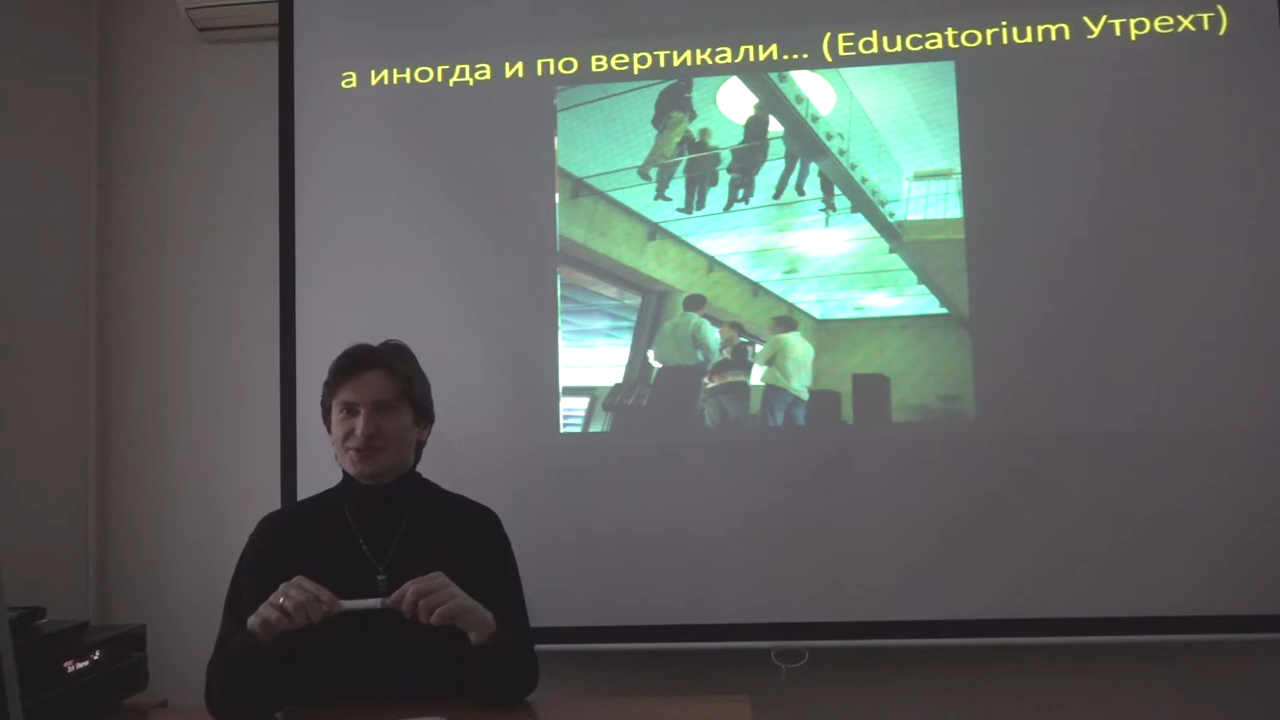 а иногда и по вертикали... (Educatorium Утрехт)